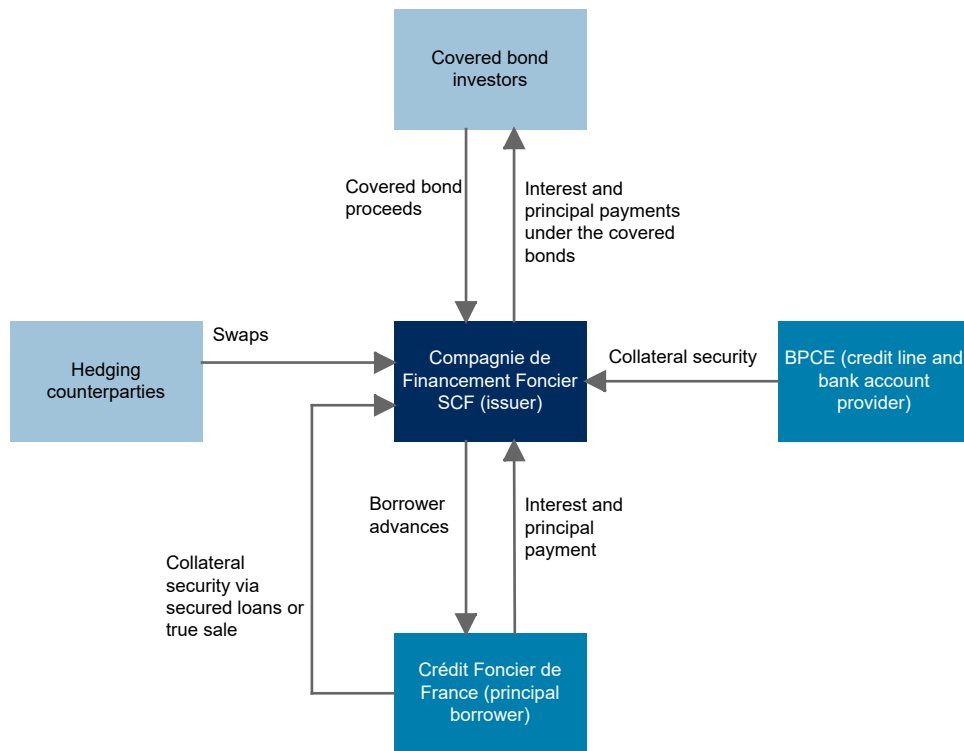 Covered bond
investors
Covered bond
proceeds
Interest and
principal payments
under the covered
bonds
Swaps
Hedging
counterparties
Compagnie de
Financement Foncier
SCF (issuer)
Collateral security
BPCE (credit line and
bank account
provider)
Borrower
advances
Interest and
principal
payment
Collateral
security via
secured loans or
true sale
Crédit Foncier de
France (principal
borrower)